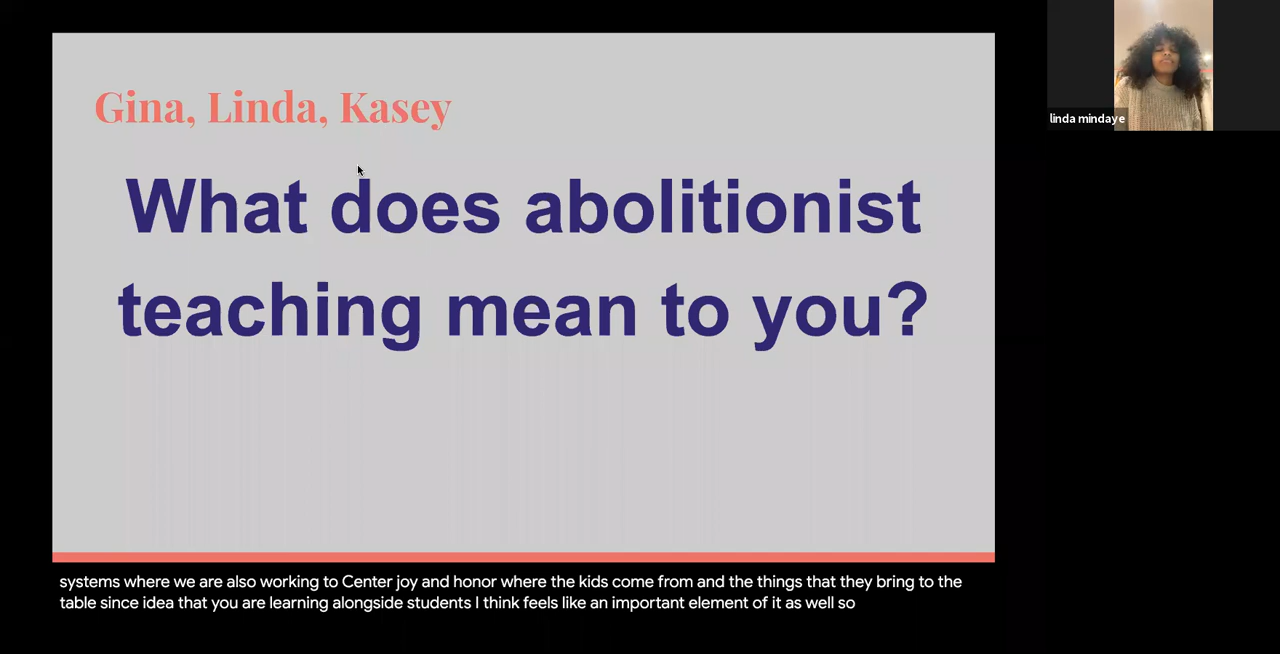 Gina, Linda, Kasey
What does abolitionist
teaching mean to you?
linda mindaye
systems where we are also working to Center joy and honor where the kids come from and the things that they bring to the
table since idea that you are learning alongside students I think feels like an important element of it as well so